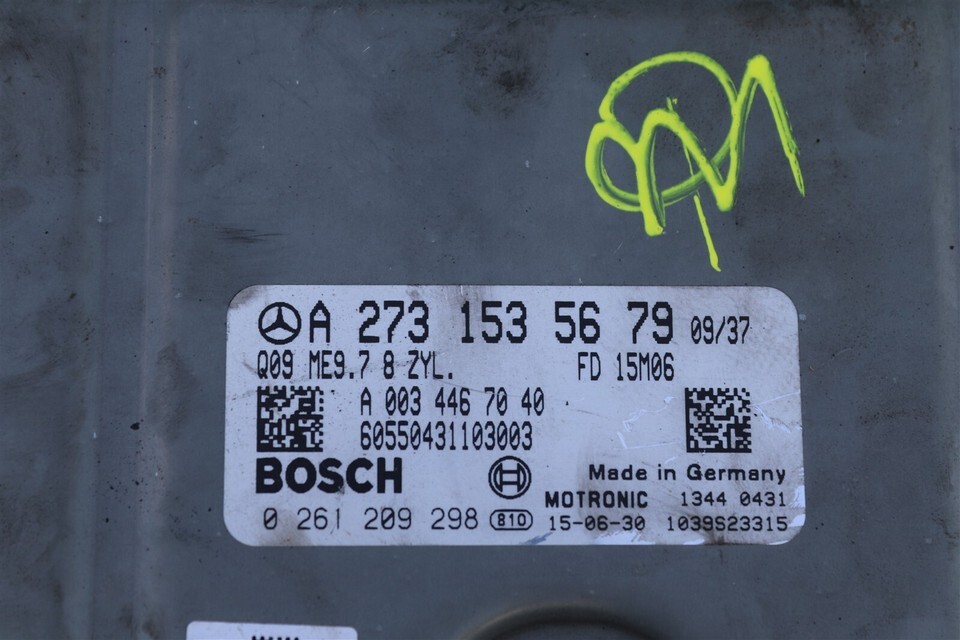 A 273 153 56 79 09/37
Q09 ME9.7 8 ZYL. FD 15M06
A 003 446 70 40
60550431103003
BOSCH Made in Germany
MOTRONIC 1344 0431
0 261 209 298 810 15-06-30 1039S23315